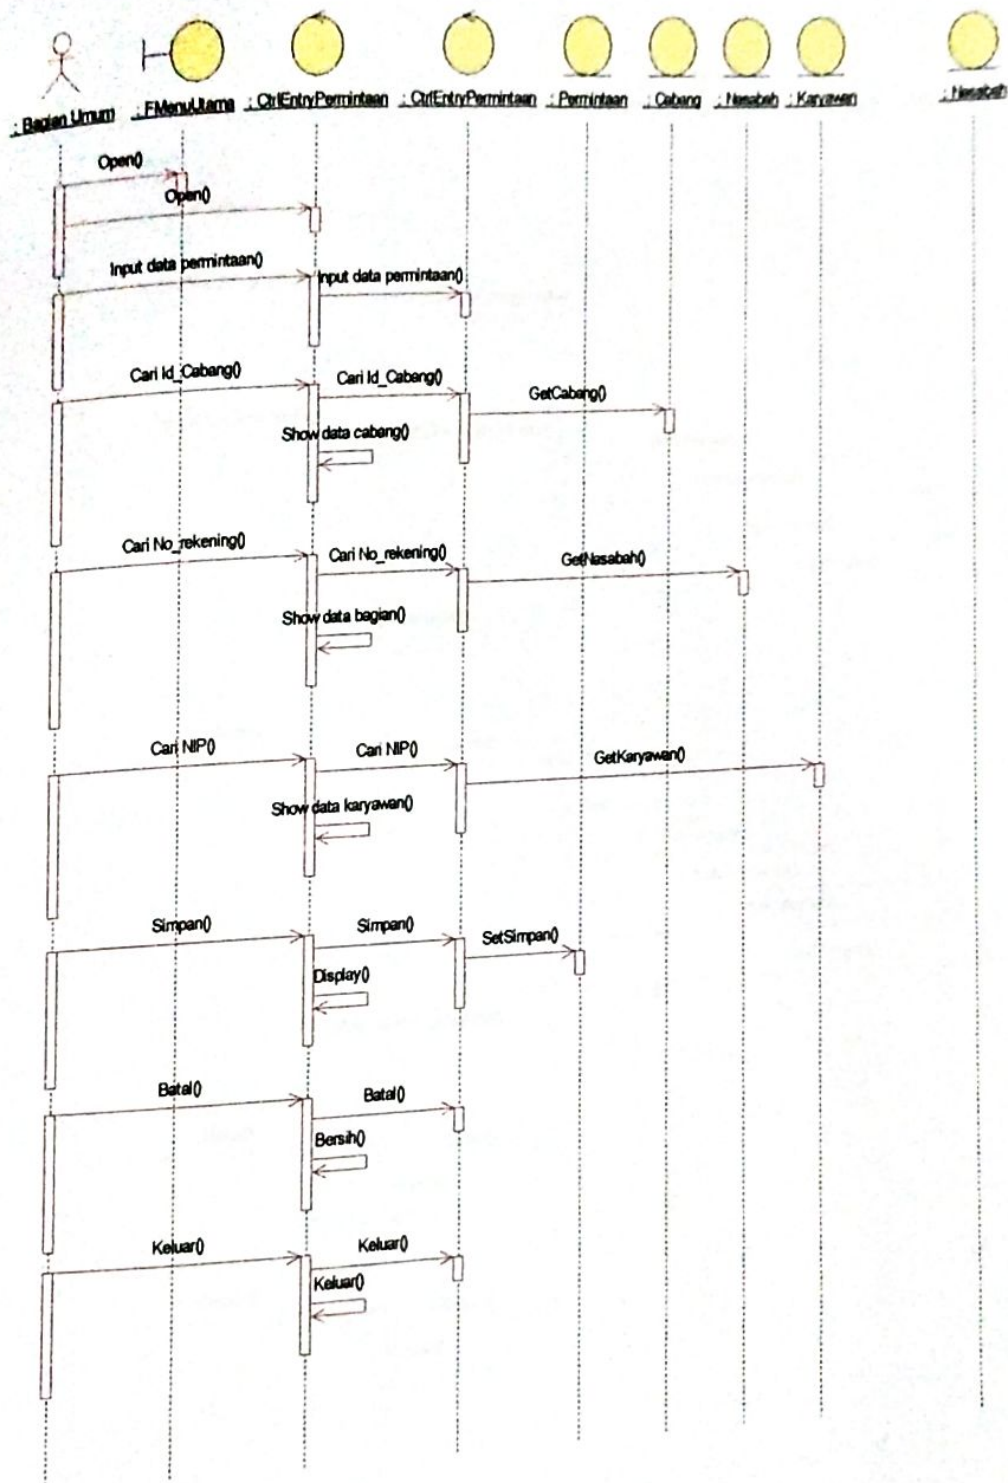 : Bagian Umum
: FMenuUtama
: CtrlEntryPermintaan
: CtrlEntryPermintaan
: Permintaan
: Cabang
: Nasabah
: Karyawan
: Nasabah
Open()
Open()
Input data permintaan()
Input data permintaan()
Cari Id_Cabang()
Cari Id_Cabang()
GetCabang()
Show data cabang()
Cari No_rekening()
Cari No_rekening()
GetNasabah()
Show data bagian()
Cari NIP()
Cari NIP()
GetKaryawan()
Show data karyawan()
Simpan()
Simpan()
SetSimpan()
Display()
Batal()
Batal()
Bersih()
Keluar()
Keluar()
Keluar()